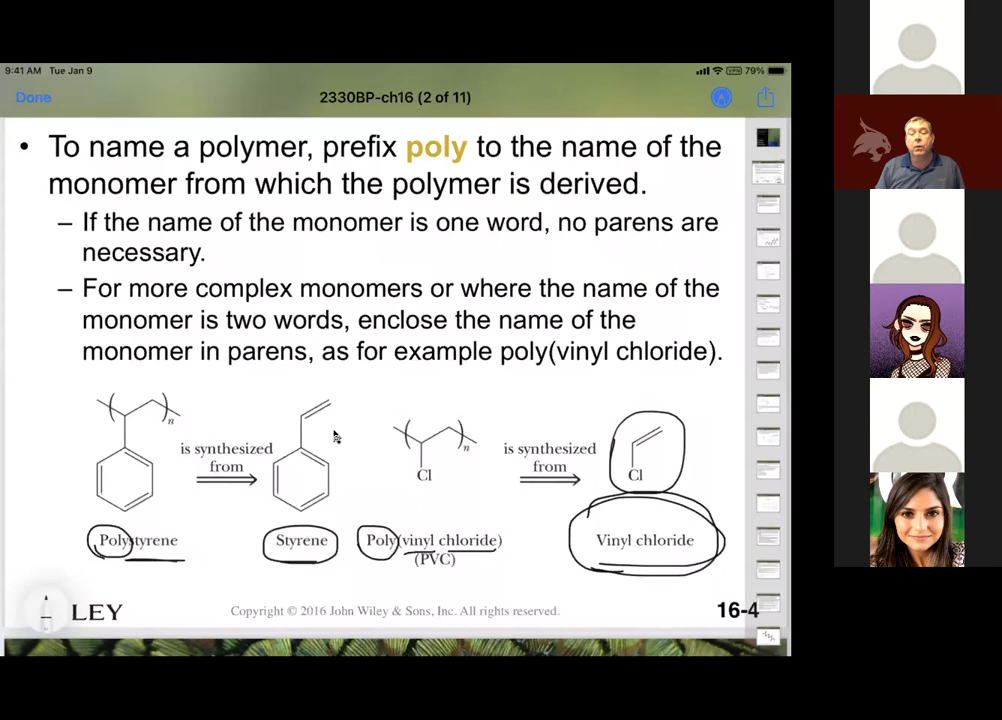 9:41 AM Tue Jan 9
VPN 79%
Done
2330BP-ch16 (2 of 11)
• To name a polymer, prefix poly to the name of the
monomer from which the polymer is derived.
– If the name of the monomer is one word, no parens are
necessary.
– For more complex monomers or where the name of the
monomer is two words, enclose the name of the
monomer in parens, as for example poly(vinyl chloride).
n
is synthesized
from
n
Cl
is synthesized
from
Cl
Polystyrene
Styrene
Poly(vinyl chloride)
(PVC)
Vinyl chloride
LEY
Copyright © 2016 John Wiley & Sons, Inc. All rights reserved.
16-4